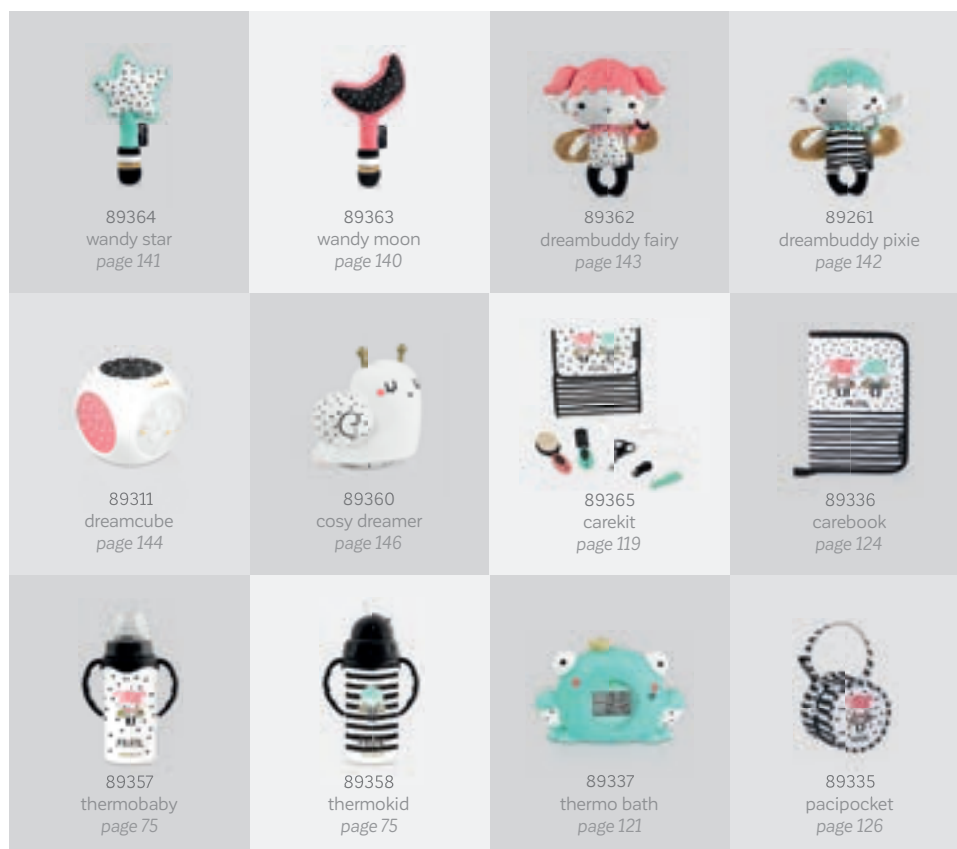 89364
wandy star
page 141
89363
wandy moon
page 140
89362
dreambuddy fairy
page 143
89261
dreambuddy pixie
page 142
89311
dreamcube
page 144
89360
cosy dreamer
page 146
89365
carekit
page 119
89336
carebook
page 124
89357
thermobaby
page 75
89358
thermokid
page 75
89337
thermo bath
page 121
89335
pacipocket
page 126